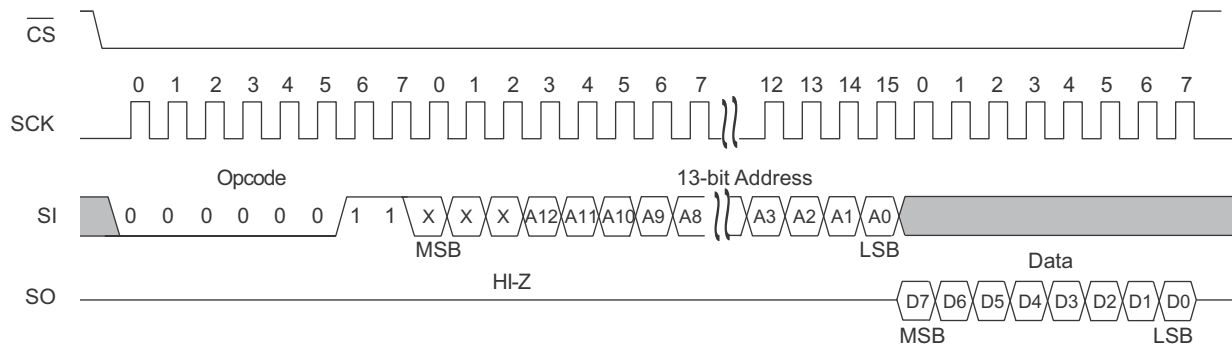 CS
0 1 2 3 4 5 6 7 0 1 2 3 4 5 6 7 12 13 14 15 0 1 2 3 4 5 6 7
SCK
Opcode 13-bit Address
SI 0 0 0 0 0 0 1 1 X X X A12 A11 A10 A9 A8 A3 A2 A1 A0
MSB LSB
HI-Z Data
SO D7 D6 D5 D4 D3 D2 D1 D0
MSB LSB